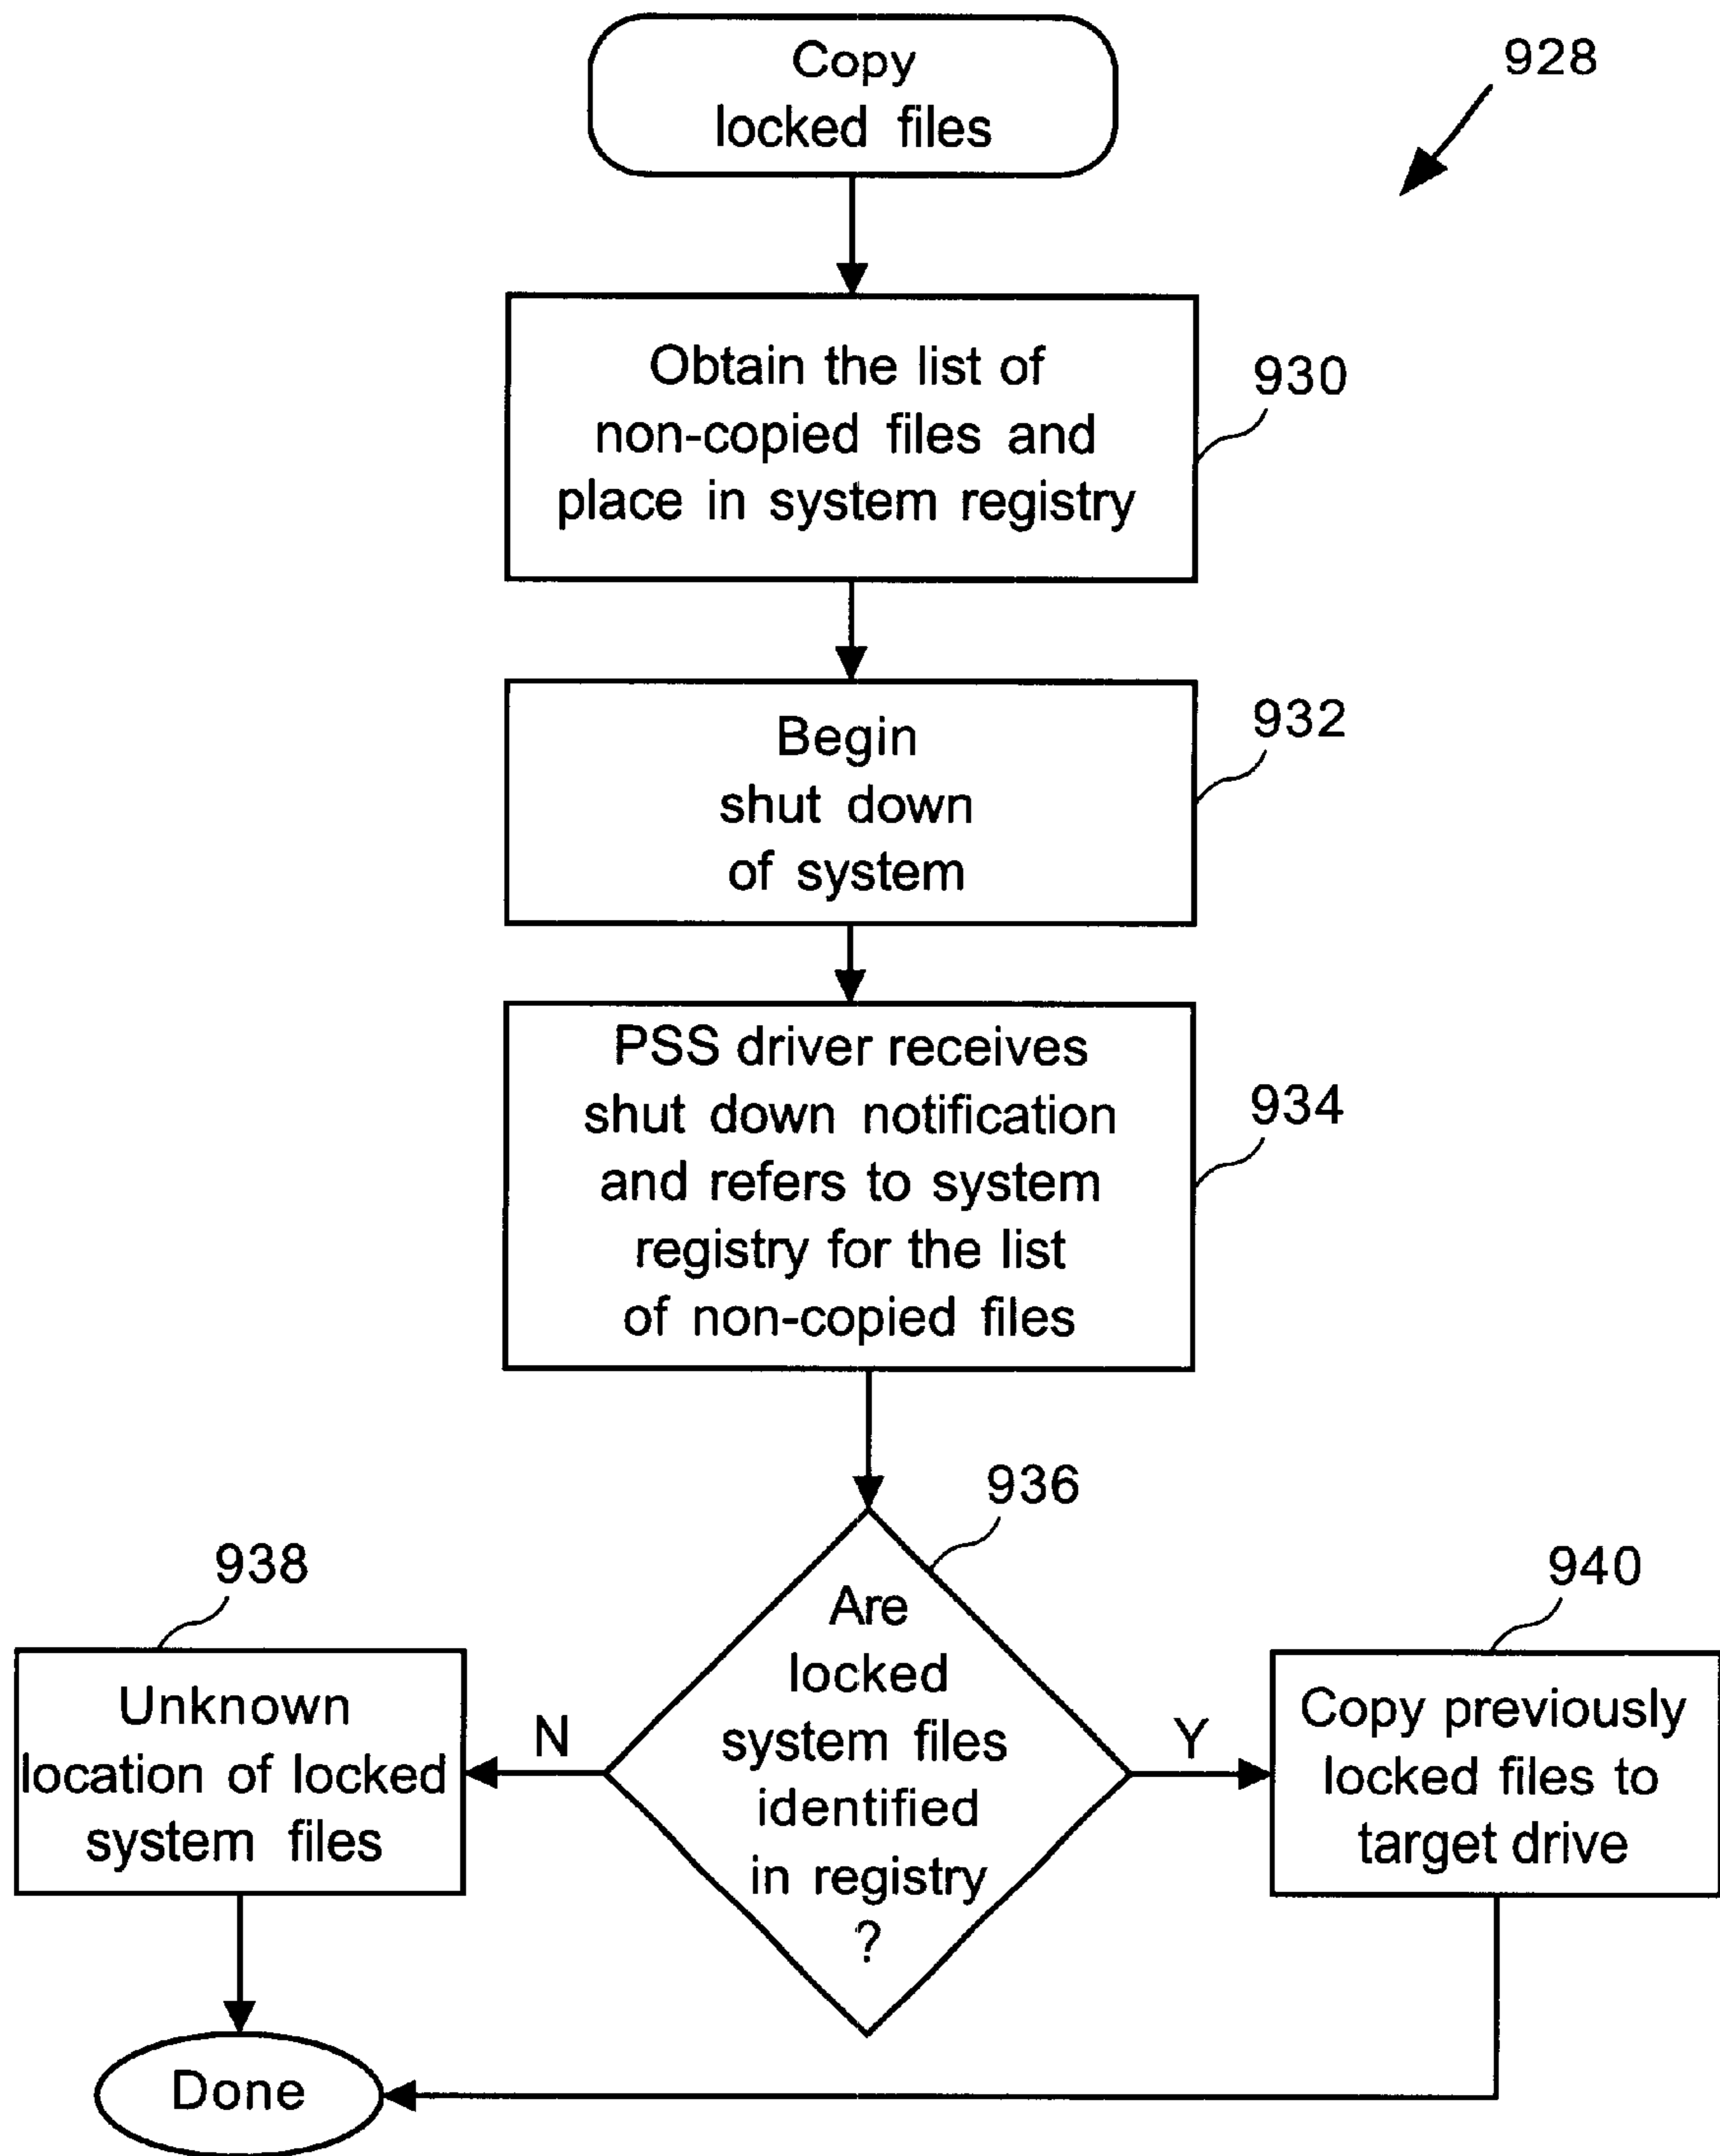 Copy
locked files
928
Obtain the list of
non-copied files and
place in system registry
930
Begin
shut down
of system
932
PSS driver receives
shut down notification
and refers to system
registry for the list
of non-copied files
934
936
Are
locked
system files
identified
in registry
?
N
Y
938
Unknown
location of locked
system files
940
Copy previously
locked files to
target drive
Done